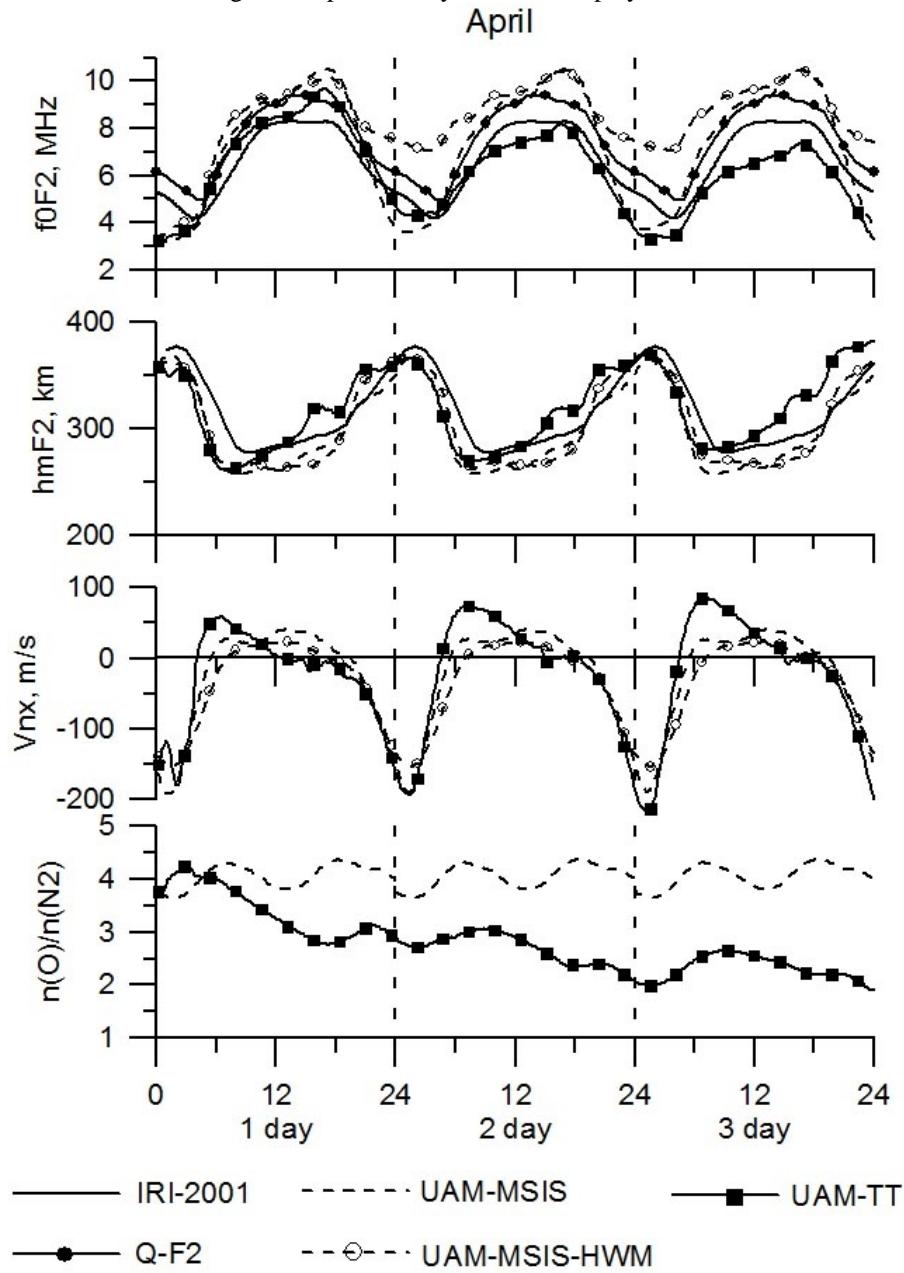 April
10
8
6
4
2
f0F2, MHz
400
300
200
hmF2, km
100
0
-100
-200
Vnx, m/s
5
4
3
2
1
n(O)/n(N2)
0 12 24 12 24 12 24
1 day 2 day 3 day
IRI-2001 UAM-MSIS UAM-TT
Q-F2 UAM-MSIS-HWM